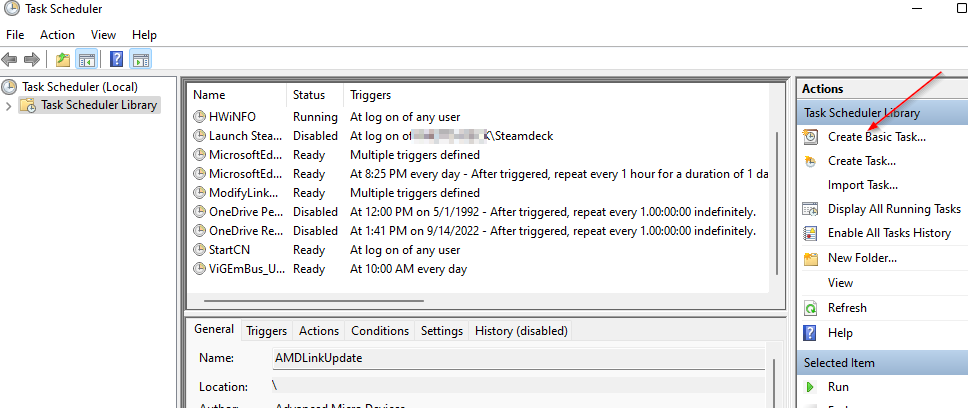 Task Scheduler
File Action View Help
Task Scheduler (Local)
Task Scheduler Library
Name Status Triggers
HWiNFO Running At log on of any user
Launch Stea... Disabled At log on of K\Steamdeck
MicrosoftEd... Ready Multiple triggers defined
MicrosoftEd... Ready At 8:25 PM every day - After triggered, repeat every 1 hour for a duration of 1 da
ModifyLink... Ready Multiple triggers defined
OneDrive Pe... Disabled At 12:00 PM on 5/1/1992 - After triggered, repeat every 1.00:00:00 indefinitely.
OneDrive Re... Disabled At 1:41 PM on 9/14/2022 - After triggered, repeat every 1.00:00:00 indefinitely.
StartCN Ready At log on of any user
ViGEmBus_U... Ready At 10:00 AM every day
General Triggers Actions Conditions Settings History (disabled)
Name: AMDLinkUpdate
Location: \
Author: Advanced Micro Devices
Actions
Task Scheduler Library
Create Basic Task...
Create Task...
Import Task...
Display All Running Tasks
Enable All Tasks History
New Folder...
View
Refresh
Help
Selected Item
Run